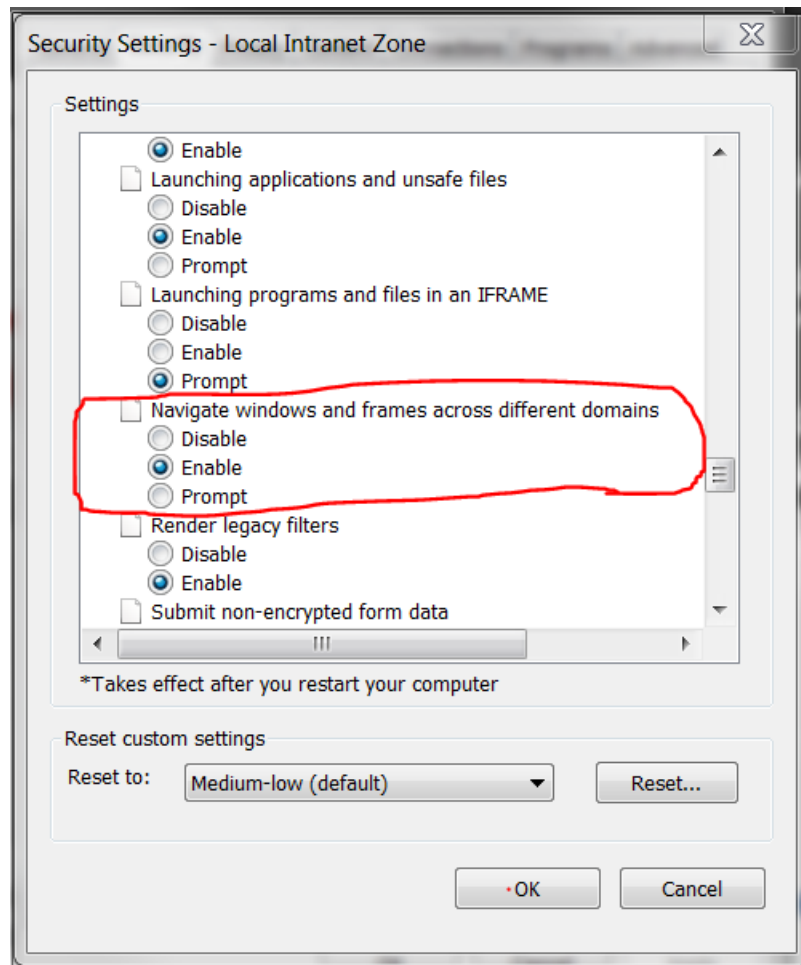 Security Settings - Local Intranet Zone
Settings
Enable
Launching applications and unsafe files
Disable
Enable
Prompt
Launching programs and files in an IFRAME
Disable
Enable
Prompt
Navigate windows and frames across different domains
Disable
Enable
Prompt
Render legacy filters
Disable
Enable
Submit non-encrypted form data
*Takes effect after you restart your computer
Reset custom settings
Reset to: Medium-low (default) Reset...
OK Cancel